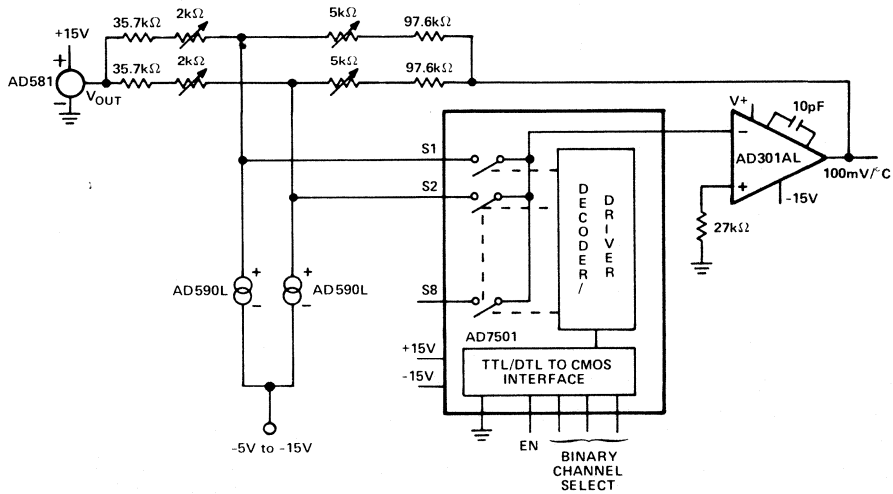 +15V
35.7kΩ
2kΩ
5kΩ
97.6kΩ
+
AD581
−
VOUT
35.7kΩ
2kΩ
5kΩ
97.6kΩ
V+
10pF
−
AD301AL
+
100mV/°C
-15V
27kΩ
S1
S2
S8
DECODER/
DRIVER
AD590L
+
−
+
−
AD590L
AD7501
+15V
-15V
TTL/DTL TO CMOS
INTERFACE
-5V to -15V
EN
BINARY
CHANNEL
SELECT